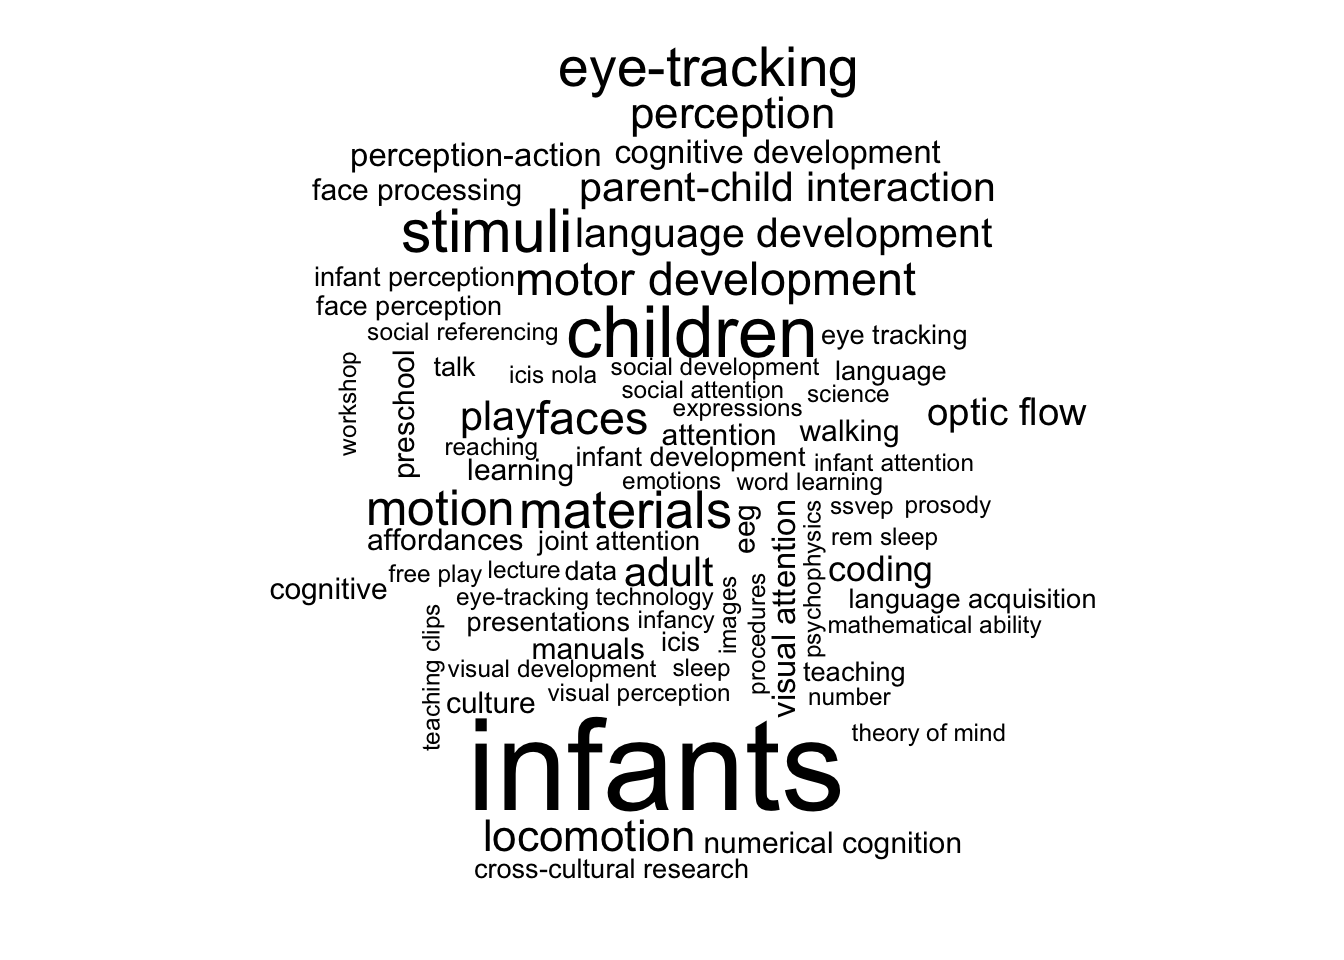 eye-tracking
perception
perception-action
cognitive development
face processing
parent-child interaction
stimuli
language development
infant perception
motor development
face perception
social referencing
children
eye tracking
workshop
preschool
talk
icis nola
social development
language
social attention
science
play
faces
expressions
optic flow
attention
walking
reaching
learning
infant development
infant attention
emotions
word learning
motion
materials
eeg
visual attention
psychophysics
ssvep
prosody
affordances
joint attention
rem sleep
cognitive
free play
lecture
data
adult
coding
eye-tracking technology
images
procedures
language acquisition
teaching clips
presentations
infancy
mathematical ability
manuals
icis
visual development
sleep
teaching
culture
visual perception
number
infants
theory of mind
locomotion
numerical cognition
cross-cultural research